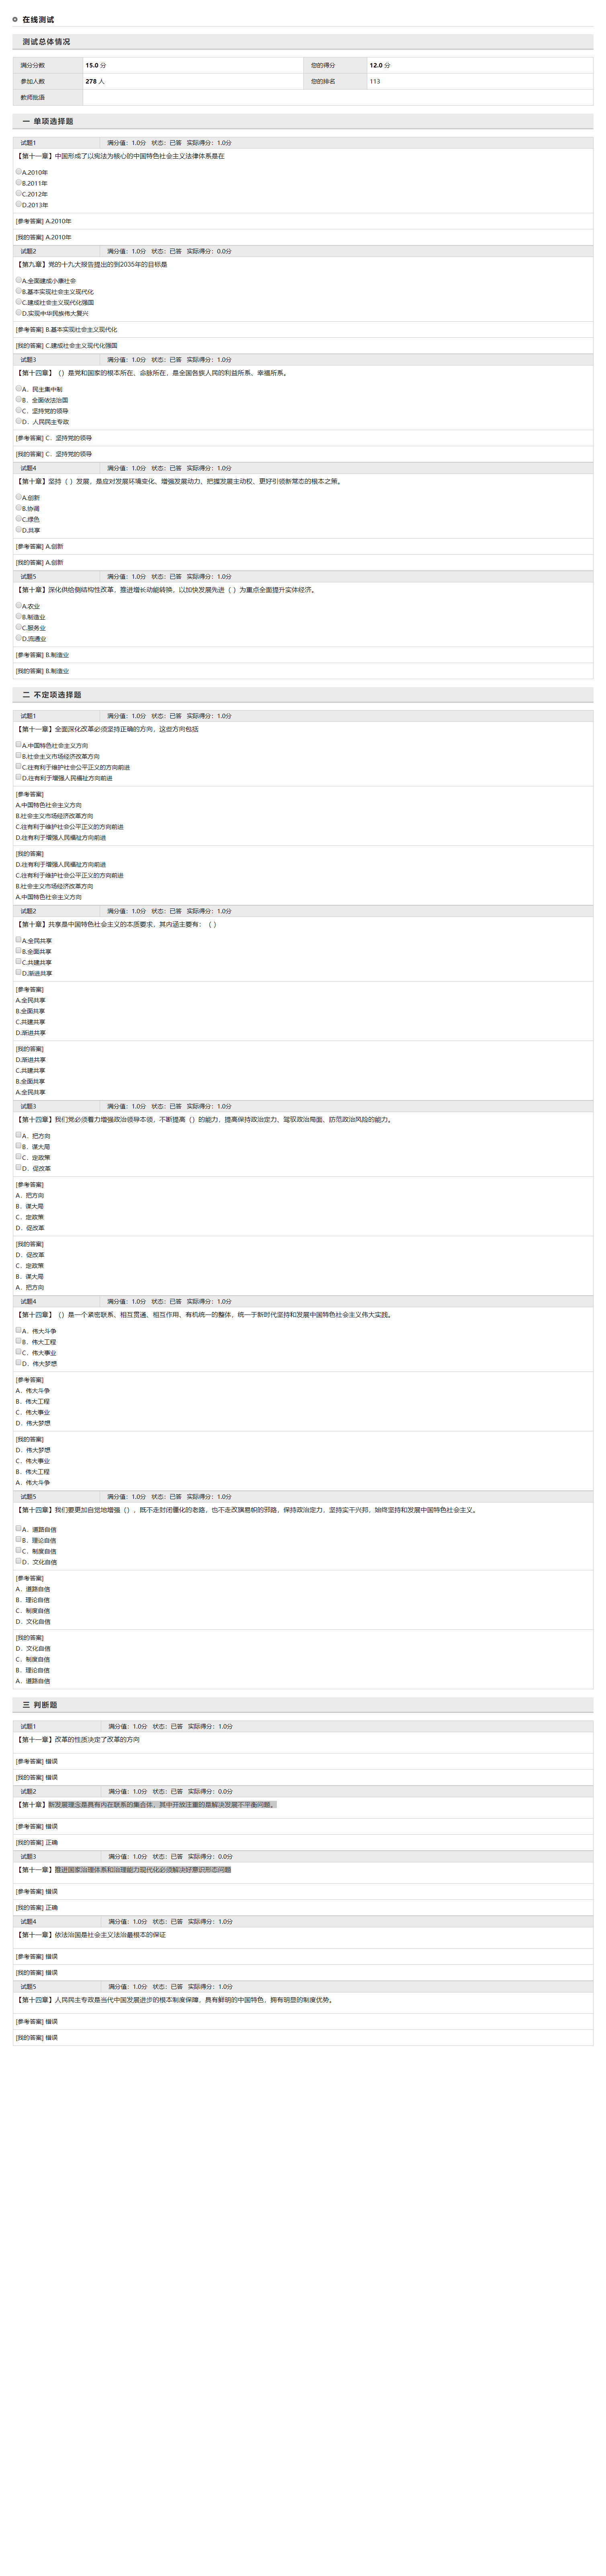 在线测试
测试总体情况
满分分数 15.0 分 您的得分 12.0 分
参加人数 278 人 您的排名 113
教师批语
一 单项选择题
试题1 满分值：1.0分 状态：已答 实际得分：1.0分
【第十一章】中国形成了以宪法为核心的中国特色社会主义法律体系是在
A.2010年
B.2011年
C.2012年
D.2013年
[参考答案] A.2010年
[我的答案] A.2010年
试题2 满分值：1.0分 状态：已答 实际得分：0.0分
【第九章】党的十九大报告提出的到2035年的目标是
A.全面建成小康社会
B.基本实现社会主义现代化
C.建成社会主义现代化强国
D.实现中华民族伟大复兴
[参考答案] B.基本实现社会主义现代化
[我的答案] C.建成社会主义现代化强国
试题3 满分值：1.0分 状态：已答 实际得分：1.0分
【第十四章】（）是党和国家的根本所在、命脉所在，是全国各族人民的利益所系、幸福所系。
A．民主集中制
B．全面依法治国
C．坚持党的领导
D．人民民主专政
[参考答案] C．坚持党的领导
[我的答案] C．坚持党的领导
试题4 满分值：1.0分 状态：已答 实际得分：1.0分
【第十章】坚持（ ）发展，是应对发展环境变化、增强发展动力、把握发展主动权，更好引领新常态的根本之策。
A.创新
B.协调
C.绿色
D.共享
[参考答案] A.创新
[我的答案] A.创新
试题5 满分值：1.0分 状态：已答 实际得分：1.0分
【第十章】深化供给侧结构性改革，推进增长动能转换，以加快发展先进（ ）为重点全面提升实体经济。
A.农业
B.制造业
C.服务业
D.流通业
[参考答案] B.制造业
[我的答案] B.制造业
二 不定项选择题
试题1 满分值：1.0分 状态：已答 实际得分：1.0分
【第十一章】全面深化改革必须坚持正确的方向，这些方向包括
A.中国特色社会主义方向
B.社会主义市场经济改革方向
C.往有利于维护社会公平正义的方向前进
D.往有利于增强人民福祉方向前进
[参考答案]
A.中国特色社会主义方向
B.社会主义市场经济改革方向
C.往有利于维护社会公平正义的方向前进
D.往有利于增强人民福祉方向前进
[我的答案]
D.往有利于增强人民福祉方向前进
C.往有利于维护社会公平正义的方向前进
B.社会主义市场经济改革方向
A.中国特色社会主义方向
试题2 满分值：1.0分 状态：已答 实际得分：1.0分
【第十章】共享是中国特色社会主义的本质要求，其内涵主要有：（ ）
A.全民共享
B.全面共享
C.共建共享
D.渐进共享
[参考答案]
A.全民共享
B.全面共享
C.共建共享
D.渐进共享
[我的答案]
D.渐进共享
C.共建共享
B.全面共享
A.全民共享
试题3 满分值：1.0分 状态：已答 实际得分：1.0分
【第十四章】我们党必须着力增强政治领导本领，不断提高（）的能力，提高保持政治定力、驾驭政治局面、防范政治风险的能力。
A．把方向
B．谋大局
C．定政策
D．促改革
[参考答案]
A．把方向
B．谋大局
C．定政策
D．促改革
[我的答案]
D．促改革
C．定政策
B．谋大局
A．把方向
试题4 满分值：1.0分 状态：已答 实际得分：1.0分
【第十四章】（）是一个紧密联系、相互贯通、相互作用、有机统一的整体，统一于新时代坚持和发展中国特色社会主义伟大实践。
A．伟大斗争
B．伟大工程
C．伟大事业
D．伟大梦想
[参考答案]
A．伟大斗争
B．伟大工程
C．伟大事业
D．伟大梦想
[我的答案]
D．伟大梦想
C．伟大事业
B．伟大工程
A．伟大斗争
试题5 满分值：1.0分 状态：已答 实际得分：1.0分
【第十四章】我们要更加自觉地增强（），既不走封闭僵化的老路，也不走改旗易帜的邪路，保持政治定力，坚持实干兴邦，始终坚持和发展中国特色社会主义。
A．道路自信
B．理论自信
C．制度自信
D．文化自信
[参考答案]
A．道路自信
B．理论自信
C．制度自信
D．文化自信
[我的答案]
D．文化自信
C．制度自信
B．理论自信
A．道路自信
三 判断题
试题1 满分值：1.0分 状态：已答 实际得分：1.0分
【第十一章】改革的性质决定了改革的方向
[参考答案] 错误
[我的答案] 错误
试题2 满分值：1.0分 状态：已答 实际得分：0.0分
【第十章】新发展理念是具有内在联系的集合体，其中开放注重的是解决发展不平衡问题。
[参考答案] 错误
[我的答案] 正确
试题3 满分值：1.0分 状态：已答 实际得分：0.0分
【第十一章】推进国家治理体系和治理能力现代化必须解决好意识形态问题
[参考答案] 错误
[我的答案] 正确
试题4 满分值：1.0分 状态：已答 实际得分：1.0分
【第十一章】依法治国是社会主义法治最根本的保证
[参考答案] 错误
[我的答案] 错误
试题5 满分值：1.0分 状态：已答 实际得分：1.0分
【第十四章】人民民主专政是当代中国发展进步的根本制度保障，具有鲜明的中国特色，拥有明显的制度优势。
[参考答案] 错误
[我的答案] 错误